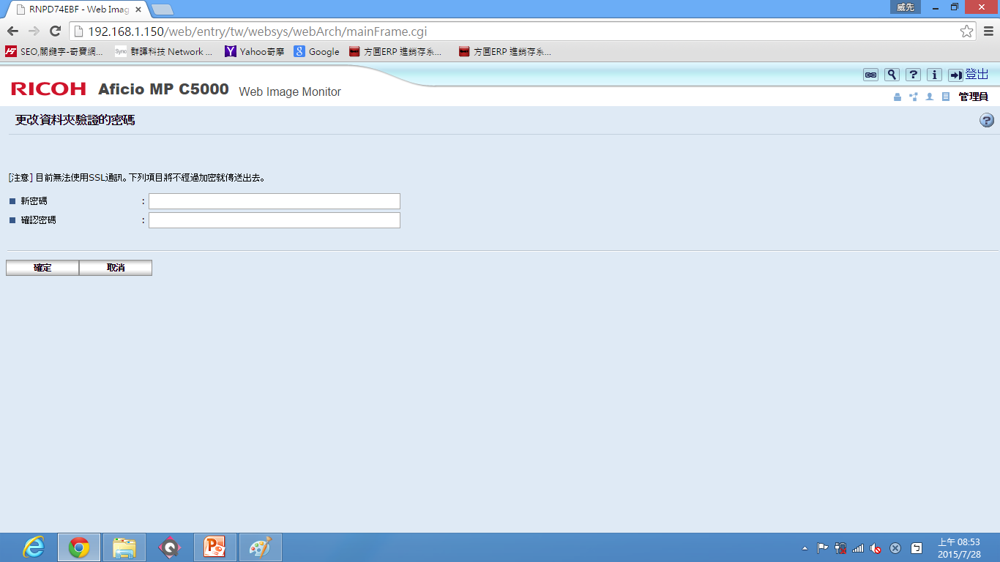 RNPD74EBF - Web Imag
威先
192.168.1.150/web/entry/tw/websys/webArch/mainFrame.cgi
SEO,關鍵字-奇寶網... Syno 群暉科技 Network ... Yahoo奇摩 Google 方圓ERP 進銷存系... 方圓ERP 進銷存系...
登出
RICOH Aficio MP C5000 Web Image Monitor
管理員
更改資料夾驗證的密碼
[注意] 目前無法使用SSL通訊。下列項目將不經過加密就傳送出去。
新密碼 :
確認密碼 :
確定 取消
上午 08:53
2015/7/28